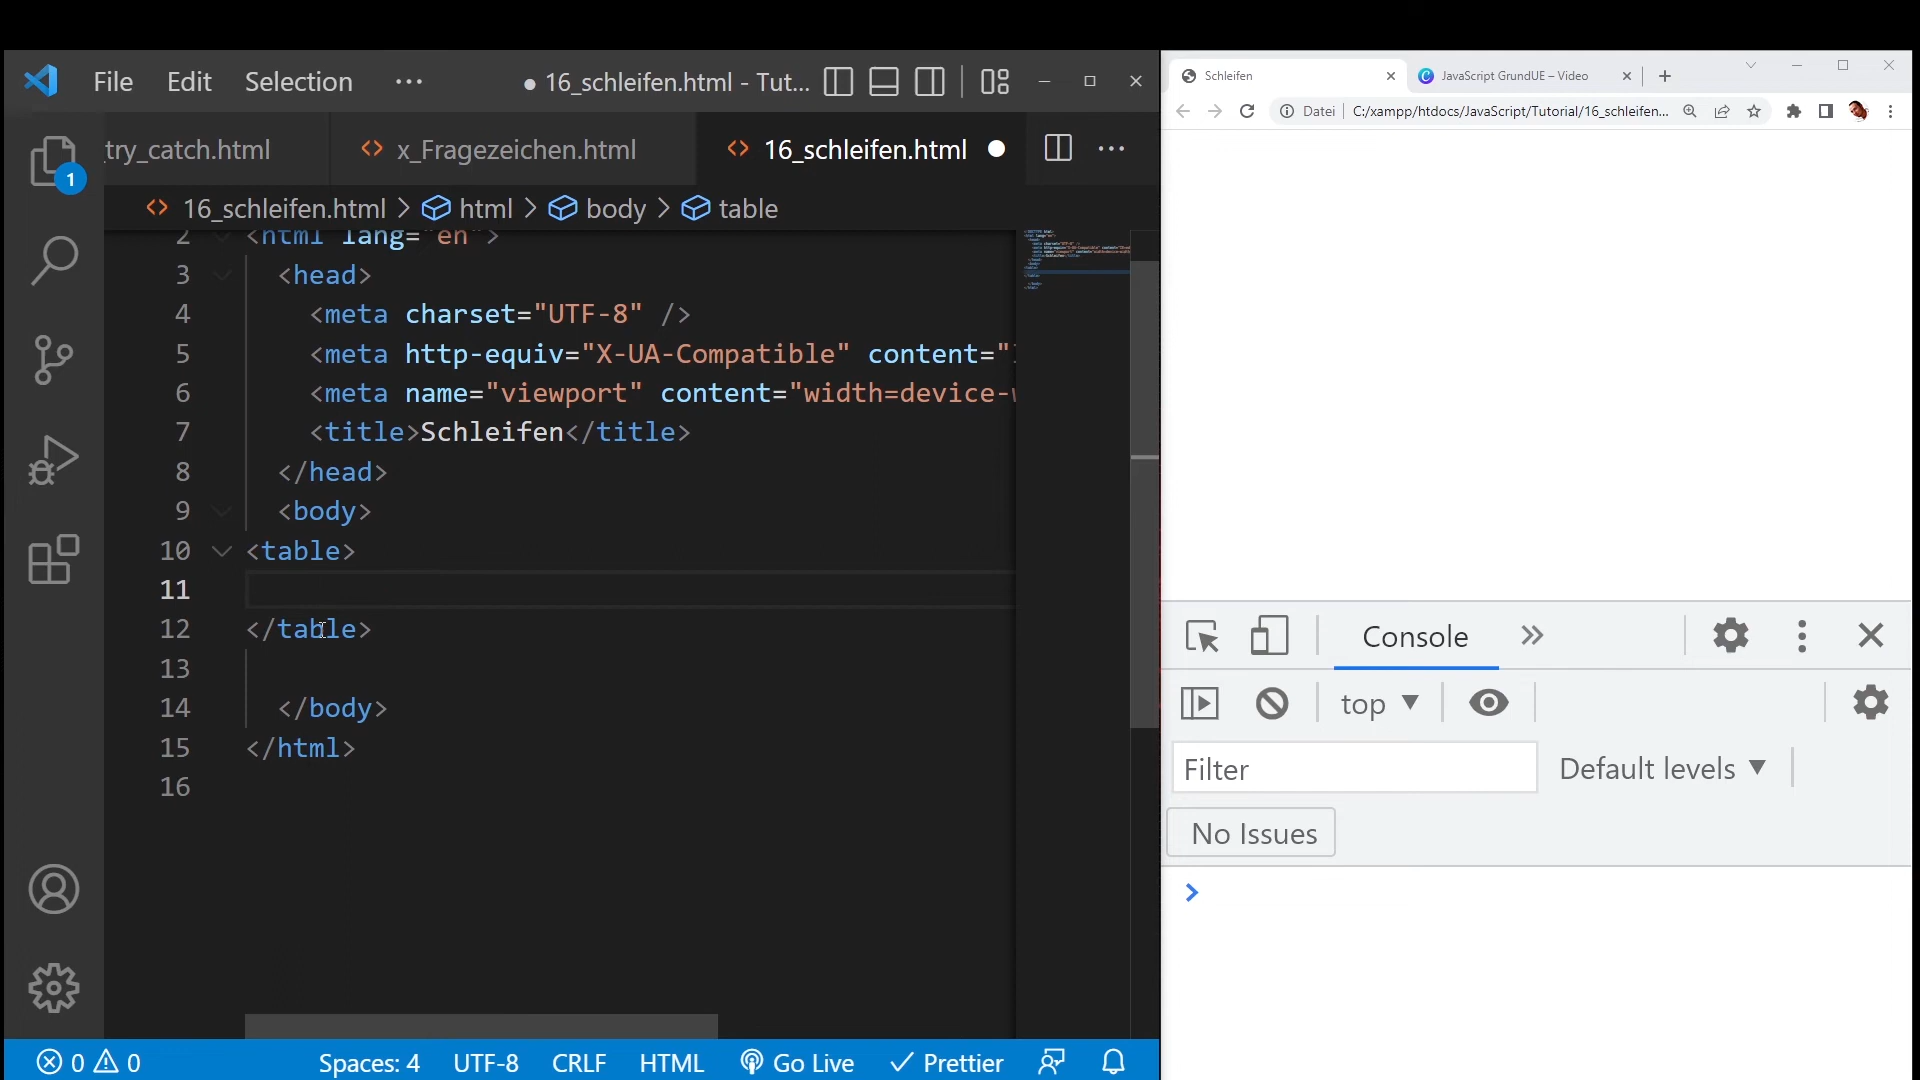 File Edit Selection ··· ● 16_schleifen.html - Tut...
try_catch.html x_Fragezeichen.html 16_schleifen.html ● ···
16_schleifen.html > html > body > table
2 <html lang="en">
3 <head>
4 <meta charset="UTF-8" />
5 <meta http-equiv="X-UA-Compatible" content="
6 <meta name="viewport" content="width=device-
7 <title>Schleifen</title>
8 </head>
9 <body>
10 <table>
11
12 </table>
13
14 </body>
15 </html>
16
1
0 0 Spaces: 4 UTF-8 CRLF HTML Go Live Prettier
Schleifen JavaScript GrundUE – Video
Datei C:/xampp/htdocs/JavaScript/Tutorial/16_schleifen...
Console
top
Filter Default levels
No Issues